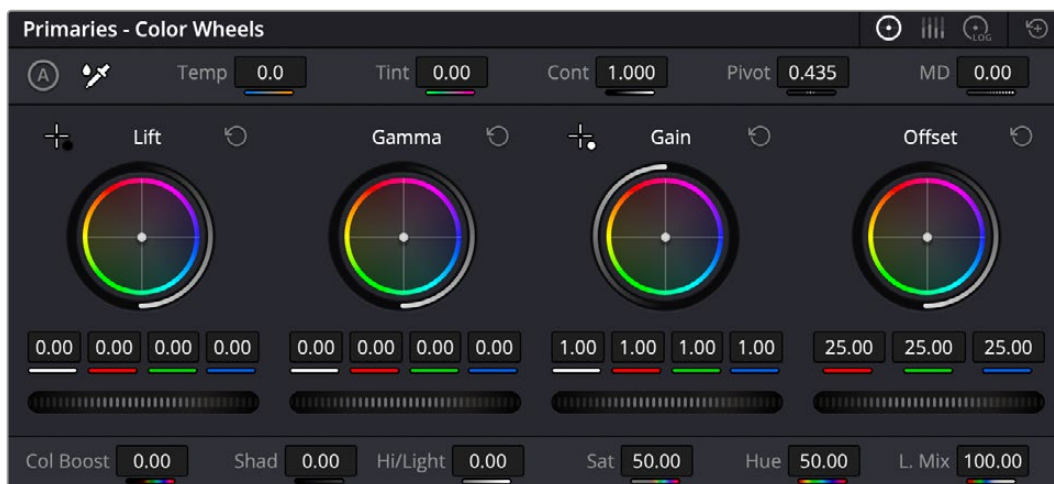 Primaries - Color Wheels
LOG
A Temp 0.0 Tint 0.00 Cont 1.000 Pivot 0.435 MD 0.00
Lift Gamma Gain Offset
0.00 0.00 0.00 0.00 0.00 0.00 0.00 0.00 1.00 1.00 1.00 1.00 25.00 25.00 25.00
Col Boost 0.00 Shad 0.00 Hi/Light 0.00 Sat 50.00 Hue 50.00 L. Mix 100.00